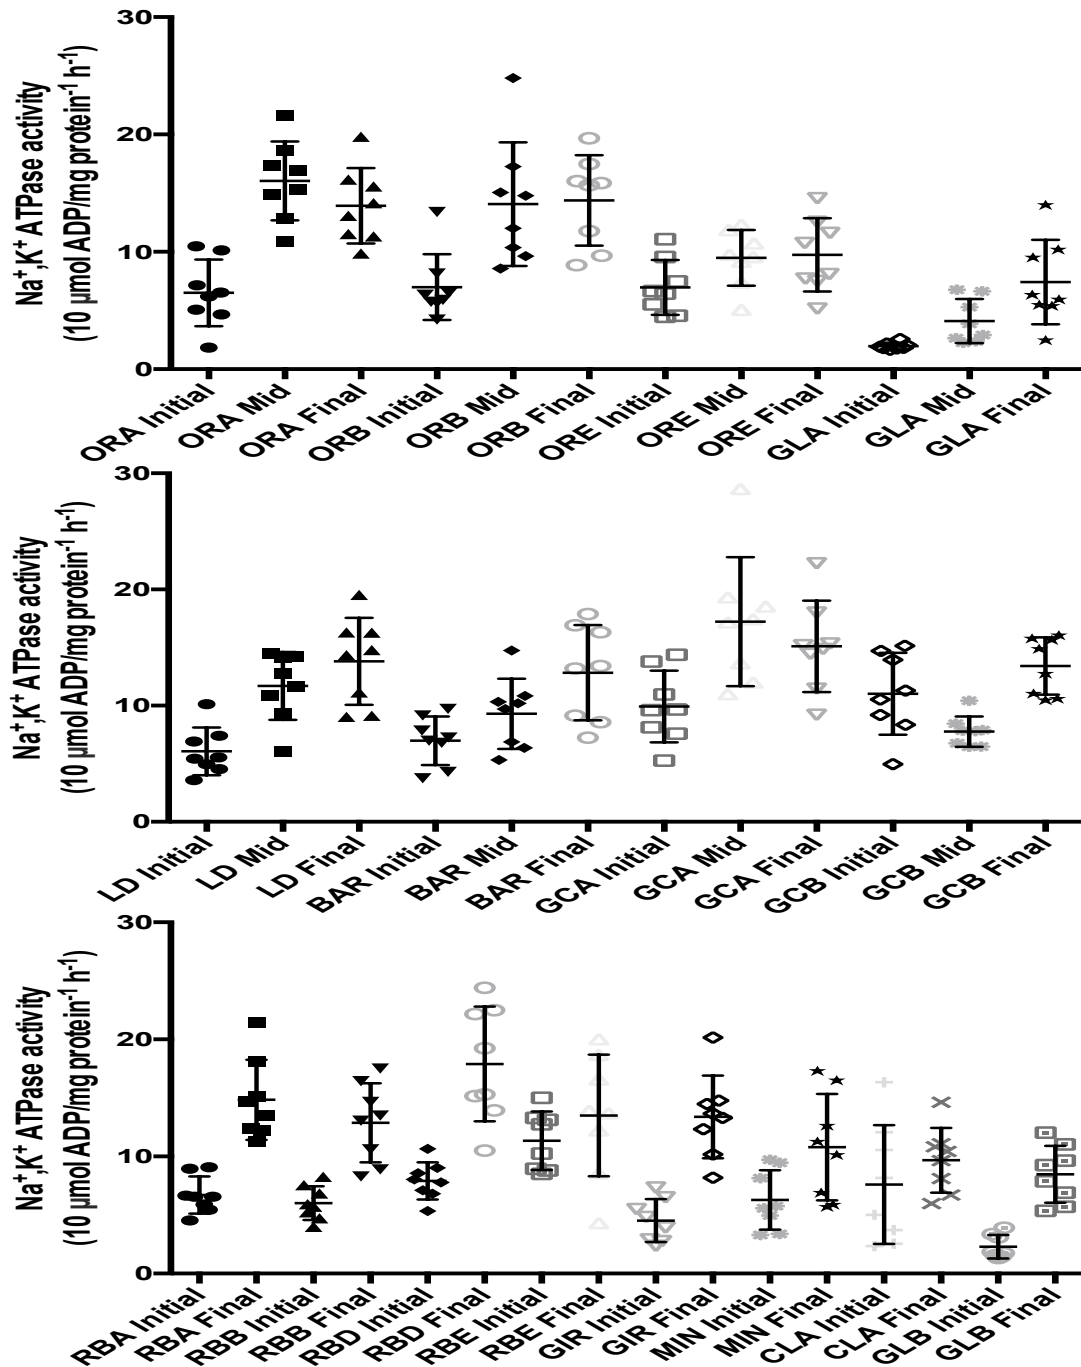 Na⁺,K⁺ ATPase activity
(10 µmol ADP/mg protein⁻¹ h⁻¹)
30
20
10
0
ORA Initial
ORA Mid
ORA Final
ORB Initial
ORB Mid
ORB Final
ORE Initial
ORE Mid
ORE Final
GLA Initial
GLA Mid
GLA Final
Na⁺,K⁺ ATPase activity
(10 µmol ADP/mg protein⁻¹ h⁻¹)
30
20
10
0
LD Initial
LD Mid
LD Final
BAR Initial
BAR Mid
BAR Final
GCA Initial
GCA Mid
GCA Final
GCB Initial
GCB Mid
GCB Final
Na⁺,K⁺ ATPase activity
(10 µmol ADP/mg protein⁻¹ h⁻¹)
30
20
10
0
RBA Initial
RBA Final
RBB Initial
RBB Final
RBD Initial
RBD Final
RBE Initial
RBE Final
GIR Initial
GIR Final
MIN Initial
MIN Final
CLA Initial
CLA Final
GLB Initial
GLB Final